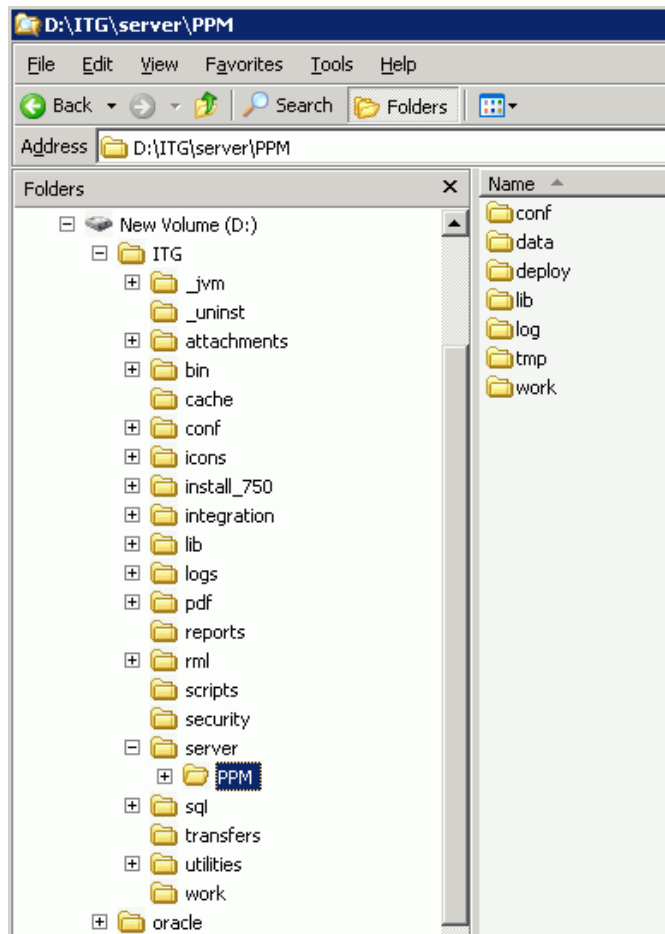 D:\ITG\server\PPM
File Edit View Favorites Tools Help
Back Search Folders
Address D:\ITG\server\PPM
Folders
New Volume (D:)
ITG
_jvm
_uninst
attachments
bin
cache
conf
icons
install_750
integration
lib
logs
pdf
reports
rml
scripts
security
server
PPM
sql
transfers
utilities
work
oracle
Name
conf
data
deploy
lib
log
tmp
work